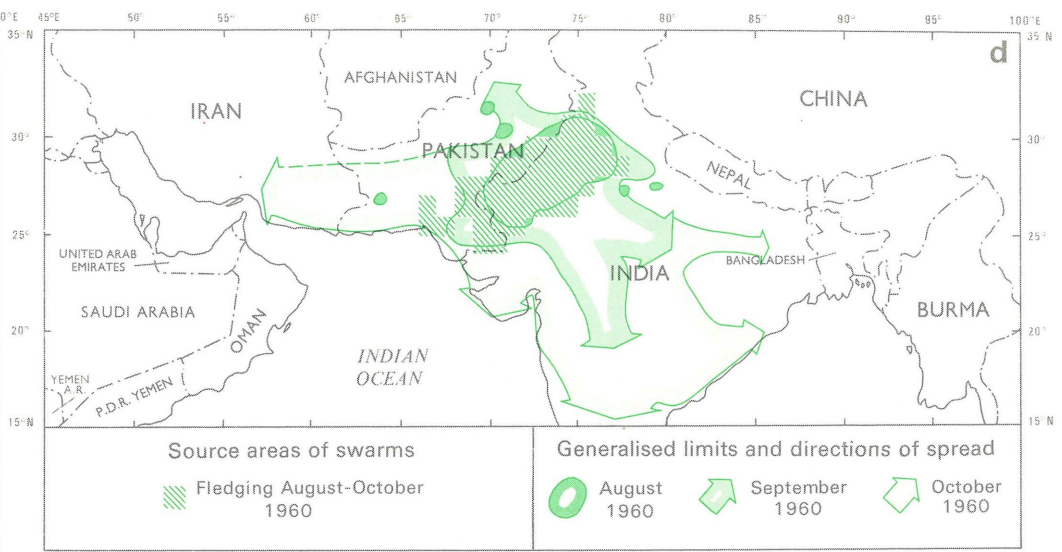 0°E 50° 55° 60° 65° 70° 75° 80° 85° 90° 95° 100°E
35°N 35 N
d
AFGHANISTAN
IRAN
CHINA
30° 30°
PAKISTAN
NEPAL
25° 25°
UNITED ARAB
EMIRATES
BANGLADESH
INDIA
SAUDI ARABIA
BURMA
OMAN
20° 20°
INDIAN
OCEAN
YEMEN
A.R.
P.D.R. YEMEN
15°N 15 N
Source areas of swarms
Fledging August-October
1960
Generalised limits and directions of spread
August
1960
September
1960
October
1960